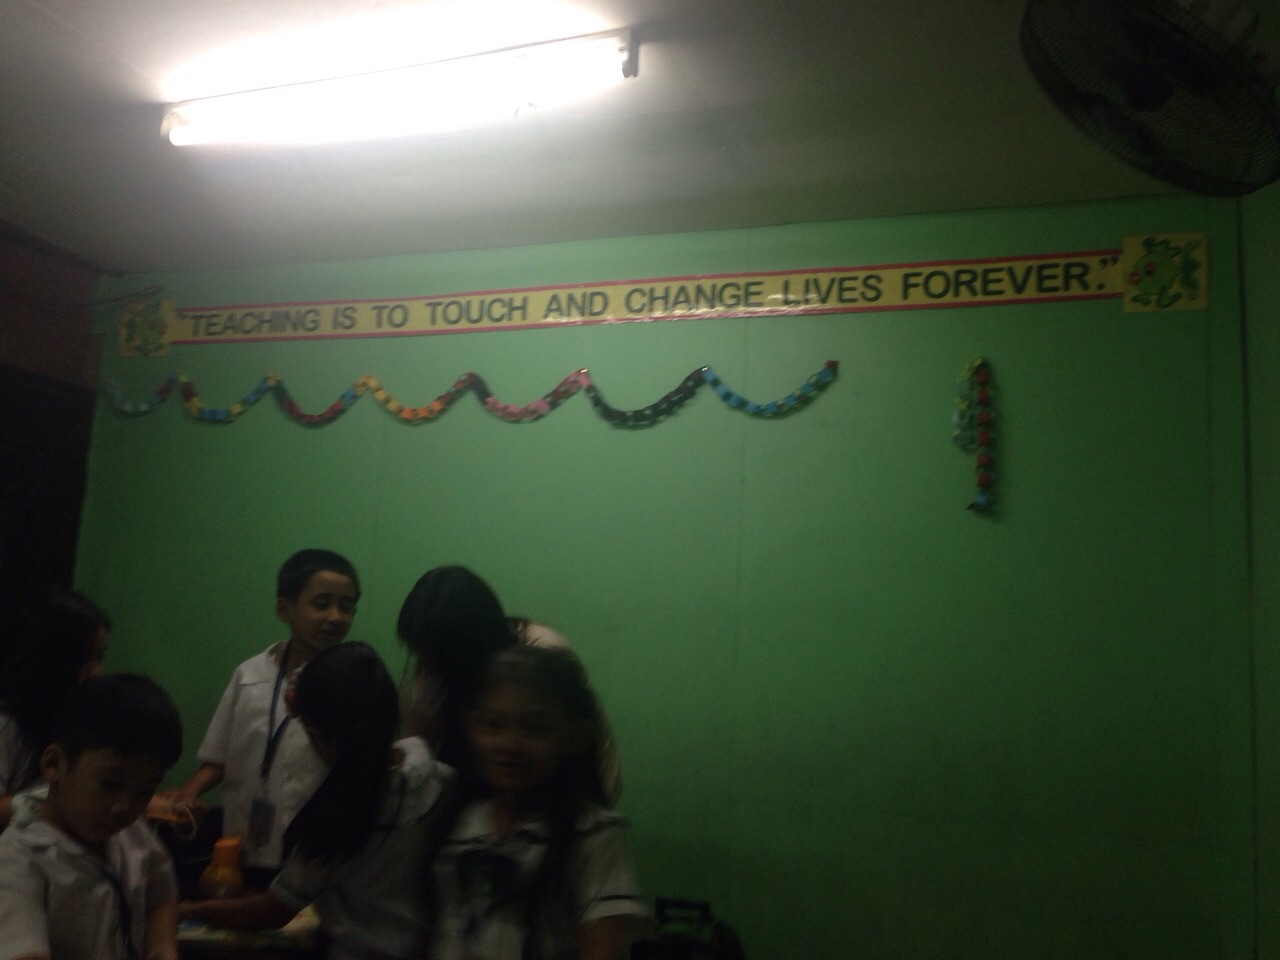 "TEACHING IS TO TOUCH AND CHANGE LIVES FOREVER."